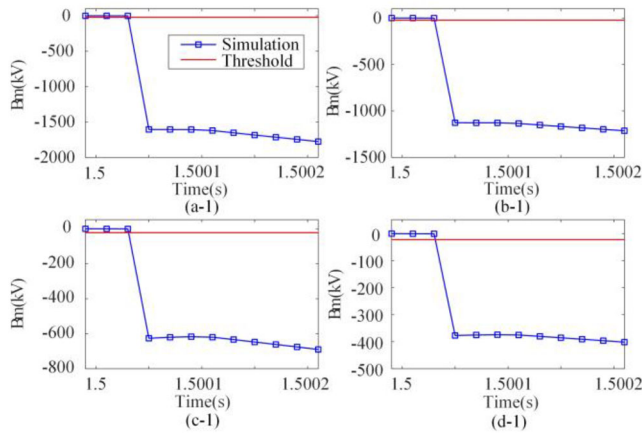 0
-500
-1000
-1500
-2000
Bm(kV)
Simulation
Threshold
1.5
1.5001
1.5002
Time(s)
(a-1)
0
-500
-1000
-1500
Bm(kV)
1.5
1.5001
1.5002
Time(s)
(b-1)
0
-200
-400
-600
-800
Bm(kV)
1.5
1.5001
1.5002
Time(s)
(c-1)
0
-100
-200
-300
-400
-500
Bm(kV)
1.5
1.5001
1.5002
Time(s)
(d-1)